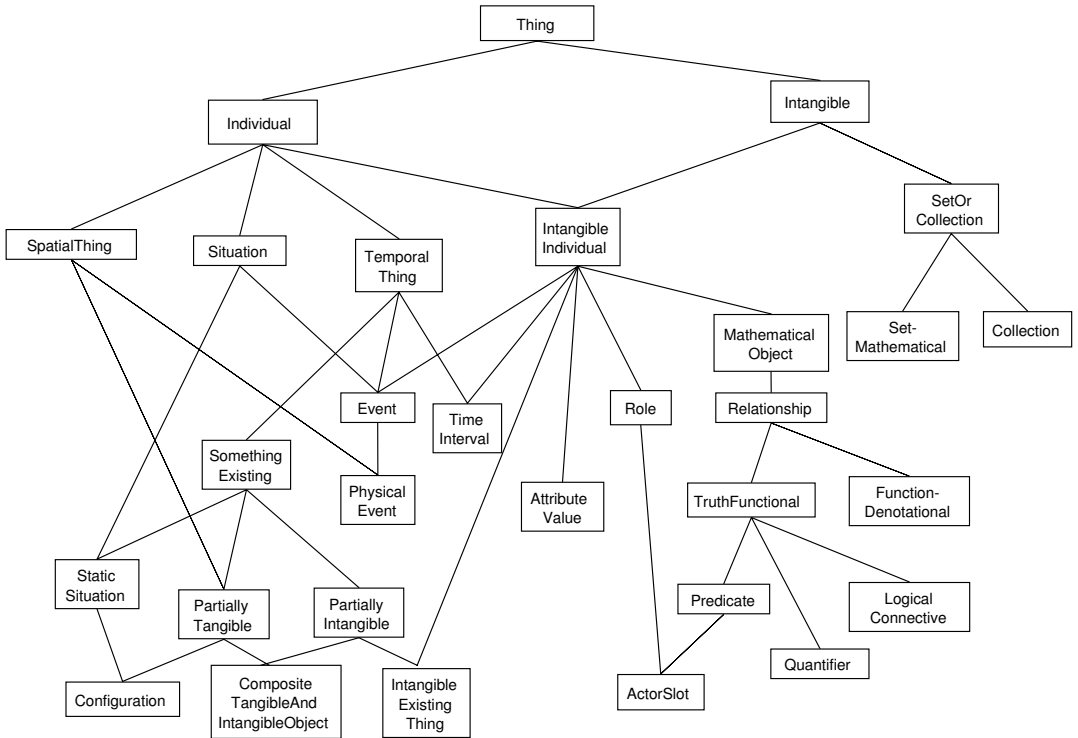 Thing
Individual
Intangible
SpatialThing
Situation
Temporal
Thing
Intangible
Individual
SetOr
Collection
Set-
Mathematical
Collection
Mathematical
Object
Event
Time
Interval
Role
Relationship
Something
Existing
Physical
Event
Attribute
Value
TruthFunctional
Function-
Denotational
Static
Situation
Partially
Tangible
Partially
Intangible
Predicate
Logical
Connective
Quantifier
Configuration
Composite
TangibleAnd
IntangibleObject
Intangible
Existing
Thing
ActorSlot